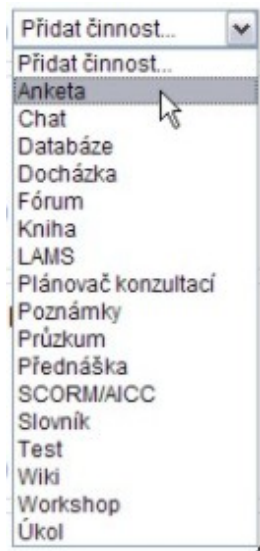 Přidat činnost...
Přidat činnost...
Anketa
Chat
Databáze
Docházka
Fórum
Kniha
LAMS
Plánovač konzultací
Poznámky
Průzkum
Přednáška
SCORM/AICC
Slovník
Test
Wiki
Workshop
Úkol